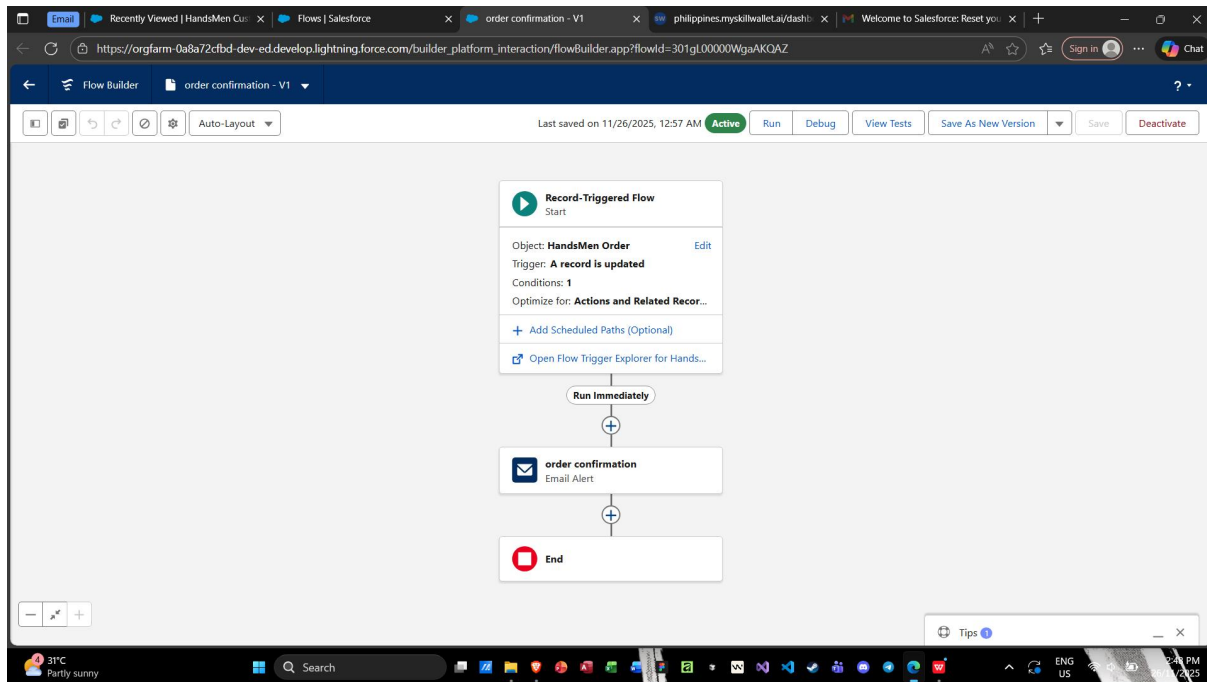 Email
Recently Viewed | HandsMen Cus
Flows | Salesforce
order confirmation - V1
philippines.myskillwallet.ai/dashb
Welcome to Salesforce: Reset you
https://orgfarm-0a8a72cfbd-dev-ed.develop.lightning.force.com/builder_platform_interaction/flowBuilder.app?flowId=301gL00000WgaAKQAZ
Sign in
Chat
Flow Builder
order confirmation - V1
?
Auto-Layout
Last saved on 11/26/2025, 12:57 AM
Active
Run
Debug
View Tests
Save As New Version
Save
Deactivate
Record-Triggered Flow
Start
Object: HandsMen Order
Edit
Trigger: A record is updated
Conditions: 1
Optimize for: Actions and Related Recor...
+ Add Scheduled Paths (Optional)
Open Flow Trigger Explorer for Hands...
Run Immediately
order confirmation
Email Alert
End
Tips 1
4
31°C
Partly sunny
Search
ENG
US
2:48 PM